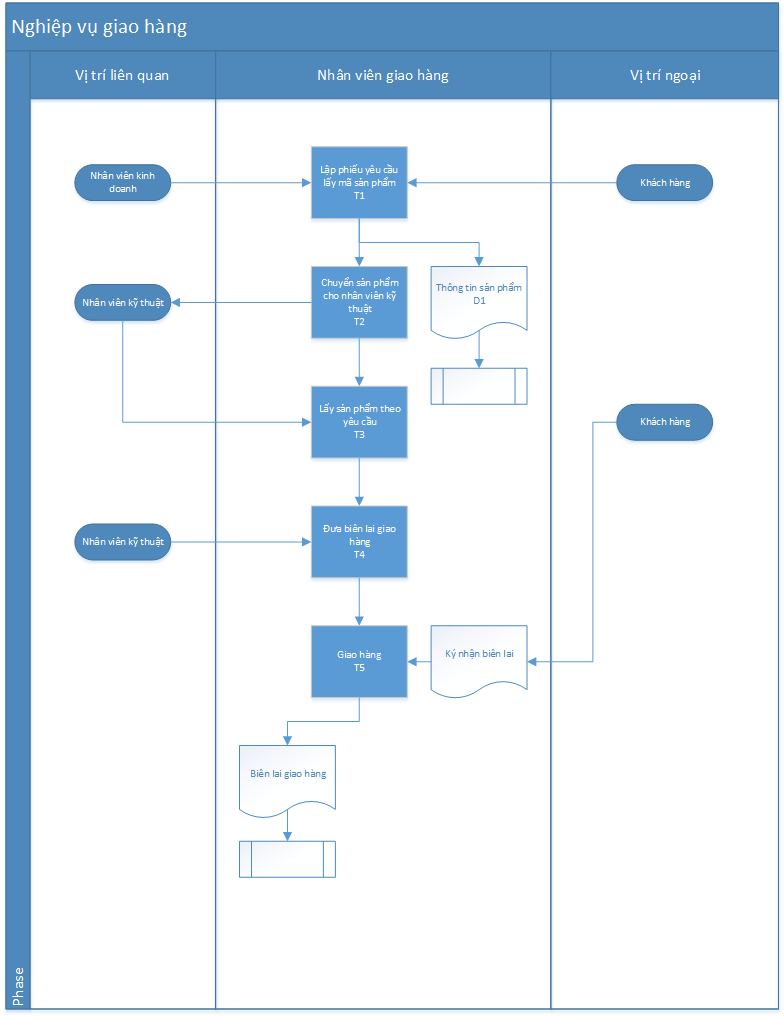 Nghiệp vụ giao hàng
Vị trí liên quan
Nhân viên giao hàng
Vị trí ngoại
Nhân viên kinh
doanh
Lập phiếu yêu cầu
lấy mã sản phẩm
T1
Khách hàng
Nhân viên kỹ thuật
Chuyển sản phẩm
cho nhân viên kỹ
thuật
T2
Thông tin sản phẩm
D1
Lấy sản phẩm theo
yêu cầu
T3
Khách hàng
Nhân viên kỹ thuật
Đưa biên lai giao
hàng
T4
Giao hàng
T5
Ký nhận biên lai
Biên lai giao hàng
Phase